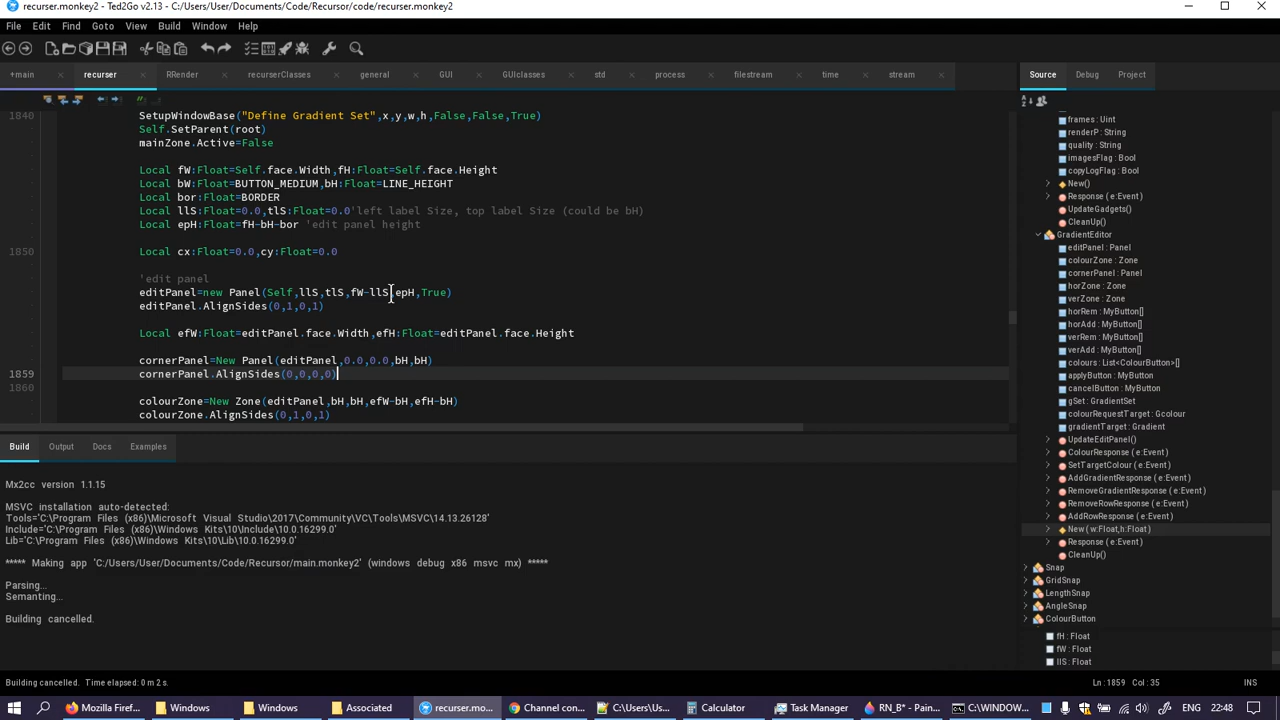 recurser.monkey2 - Ted2Go v2.13 - C:/Users/User/Documents/Code/Recursor/code/recurser.monkey2
File Edit Find Goto View Build Window Help
+main recurser RRender recurserClasses general GUI GUIclasses std process filestream time stream
1840 SetupWindowBase("Define Gradient Set",x,y,w,h,False,False,True)
Self.SetParent(root)
mainZone.Active=False
Local fW:Float=Self.face.Width,fH:Float=Self.face.Height
Local bW:Float=BUTTON_MEDIUM,bH:Float=LINE_HEIGHT
Local bor:Float=BORDER
Local llS:Float=0.0,tlS:Float=0.0'left label Size, top label Size (could be bH)
Local epH:Float=fH-bH-bor 'edit panel height
1850 Local cx:Float=0.0,cy:Float=0.0
'edit panel
editPanel=new Panel(Self,llS,tlS,fW-llS,epH,True)
editPanel.AlignSides(0,1,0,1)
Local efW:Float=editPanel.face.Width,efH:Float=editPanel.face.Height
cornerPanel=New Panel(editPanel,0.0,0.0,bH,bH)
1859 cornerPanel.AlignSides(0,0,0,0)
1860
colourZone=New Zone(editPanel,bH,bH,efW-bH,efH-bH)
colourZone.AlignSides(0,1,0,1)
Build Output Docs Examples
Mx2cc version 1.1.15
MSVC installation auto-detected:
Tools='C:\Program Files (x86)\Microsoft Visual Studio\2017\Community\VC\Tools\MSVC\14.13.26128'
Include='C:\Program Files (x86)\Windows Kits\10\Include\10.0.16299.0'
Lib='C:\Program Files (x86)\Windows Kits\10\Lib\10.0.16299.0'
***** Making app 'C:/Users/User/Documents/Code/Recursor/main.monkey2' (windows debug x86 msvc mx) *****
Parsing...
Semanting...
Building cancelled.
Source Debug Project
frames: Uint
renderP: String
quality: String
imagesFlag: Bool
copyLogFlag: Bool
New()
Response ( e:Event )
UpdateGadgets()
CleanUp()
GradientEditor
editPanel : Panel
colourZone: Zone
cornerPanel : Panel
horZone: Zone
verZone: Zone
horRem : MyButton[]
horAdd : MyButton[]
verRem : MyButton[]
verAdd : MyButton[]
colours : List<ColourButton>[]
applyButton : MyButton
cancelButton : MyButton
gSet : GradientSet
colourRequestTarget : Gcolour
gradientTarget : Gradient
UpdateEditPanel()
ColourResponse ( e:Event )
SetTargetColour ( e:Event )
AddGradientResponse ( e:Event )
RemoveGradientResponse ( e:Event )
RemoveRowResponse ( e:Event )
AddRowResponse ( e:Event )
New ( w:Float,h:Float )
Response ( e:Event )
CleanUp()
Snap
GridSnap
LengthSnap
AngleSnap
ColourButton
fH : Float
fW : Float
llS : Float
Building cancelled. Time elapsed: 0 m 2 s. Ln : 1859 Col : 35 INS
Mozilla Firef... Windows Windows Associated recurser.mo... Channel con... C:\Users\U... Calculator Task Manager RN_B* - Pain... C:\WINDOW... ENG 22:48